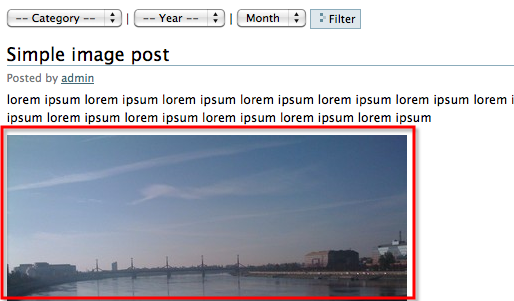 -- Category -- | -- Year -- | Month Filter
Simple image post
Posted by admin
lorem ipsum lorem ipsum lorem ipsum lorem ipsum lorem ipsum lorem ipsum lorem i
ipsum lorem ipsum lorem ipsum lorem ipsum lorem ipsum lorem ipsum